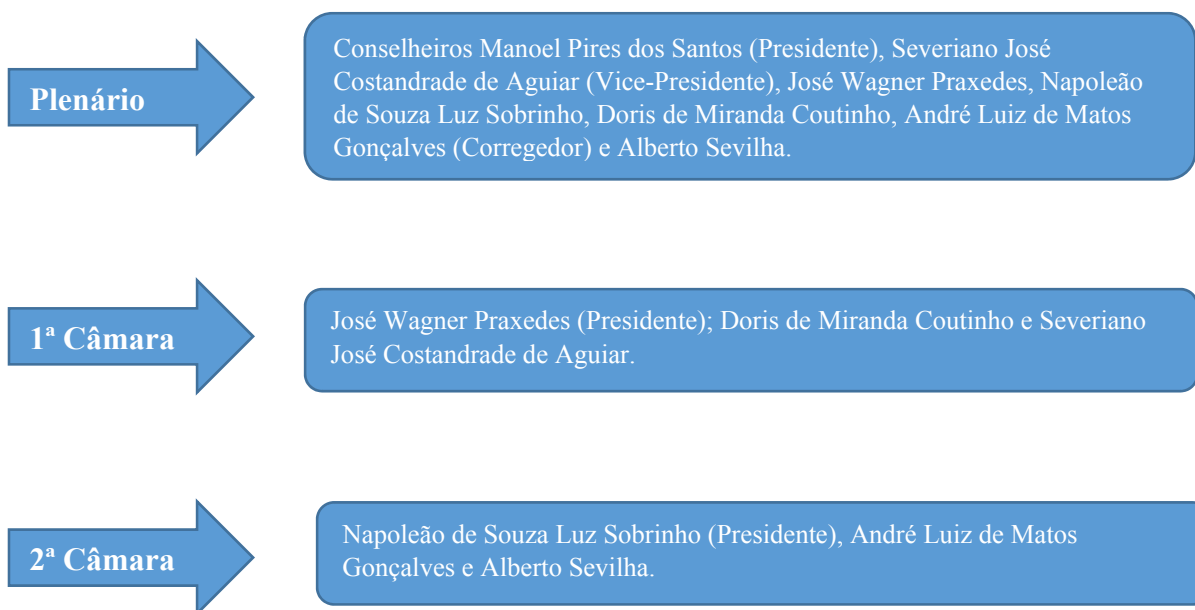 Plenário
Conselheiros Manoel Pires dos Santos (Presidente), Severiano José
Costandrade de Aguiar (Vice-Presidente), José Wagner Praxedes, Napoleão
de Souza Luz Sobrinho, Doris de Miranda Coutinho, André Luiz de Matos
Gonçalves (Corregedor) e Alberto Sevilha.
1ª Câmara
José Wagner Praxedes (Presidente); Doris de Miranda Coutinho e Severiano
José Costandrade de Aguiar.
2ª Câmara
Napoleão de Souza Luz Sobrinho (Presidente), André Luiz de Matos
Gonçalves e Alberto Sevilha.